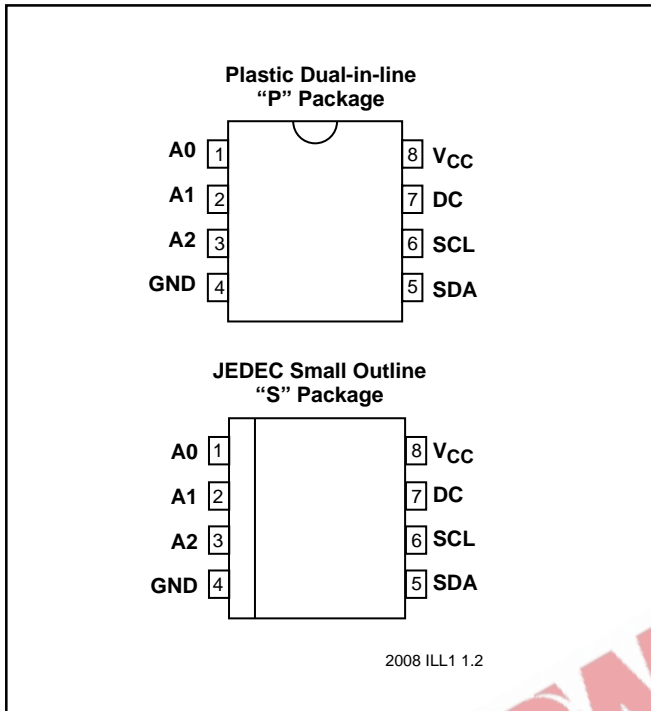 Plastic Dual-in-line
“P” Package
A0 1 8 VCC
A1 2 7 DC
A2 3 6 SCL
GND 4 5 SDA
JEDEC Small Outline
“S” Package
A0 1 8 VCC
A1 2 7 DC
A2 3 6 SCL
GND 4 5 SDA
2008 ILL1 1.2